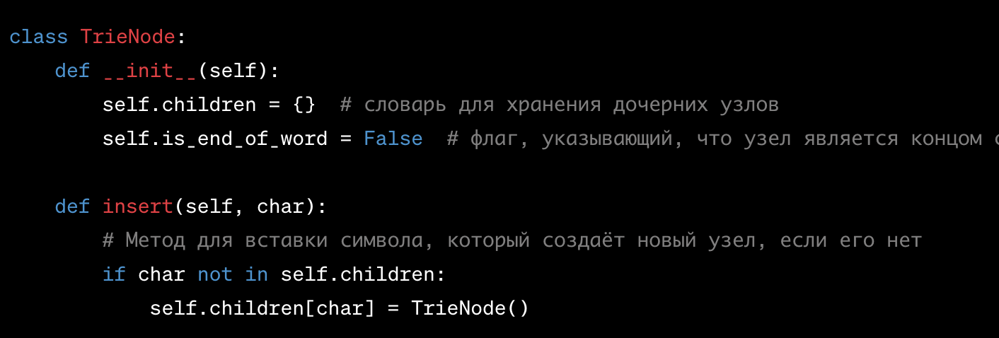 class TrieNode:
def __init__(self):
self.children = {}  # словарь для хранения дочерних узлов
self.is_end_of_word = False  # флаг, указывающий, что узел является концом

def insert(self, char):
# Метод для вставки символа, который создаёт новый узел, если его нет
if char not in self.children:
self.children[char] = TrieNode()